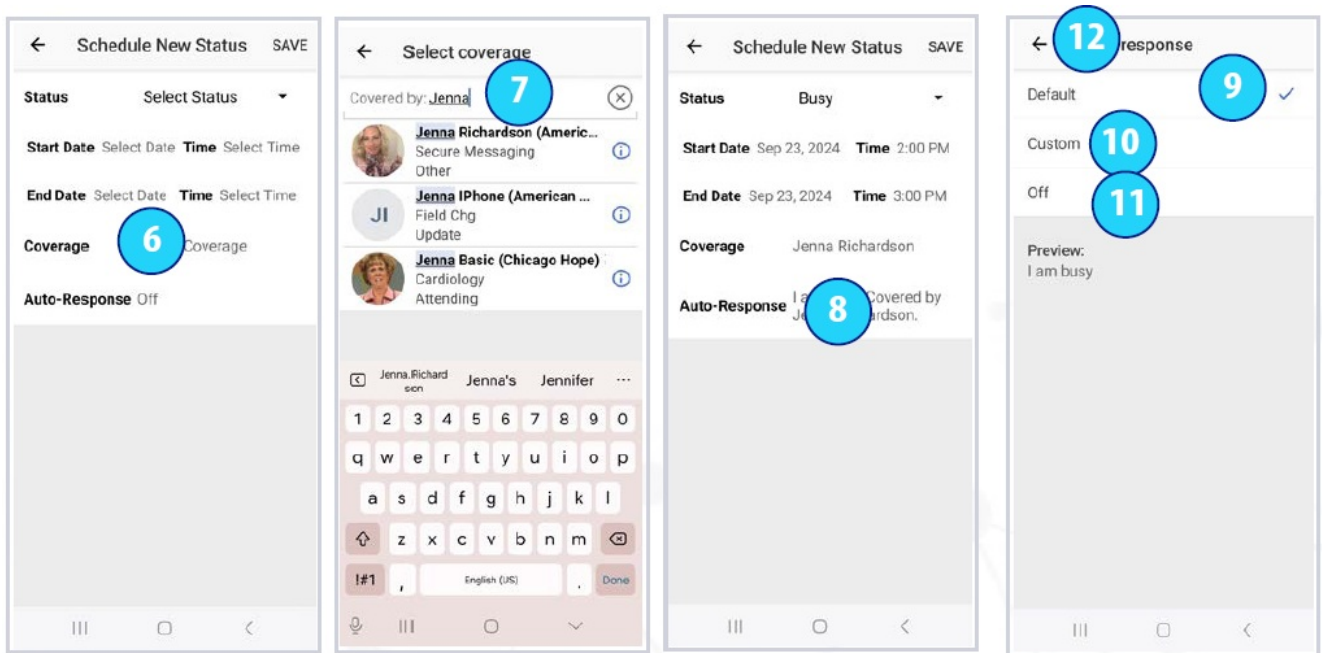 Schedule New Status SAVE
Status Select Status
Start Date Select Date Time Select Time
End Date Select Date Time Select Time
Coverage 6 Coverage
Auto-Response Off
Select coverage
Covered by: Jenna 7
Jenna Richardson (Americ...
Secure Messaging
Other
JI
Jenna IPhone (American ...
Field Chg
Update
Jenna Basic (Chicago Hope)
Cardiology
Attending
Jenna.Richard
son
Jenna's Jennifer ...
1 2 3 4 5 6 7 8 9 0
q w e r t y u i o p
a s d f g h j k l
z x c v b n m
!#1 , English (US) . Done
Schedule New Status SAVE
Status Busy
Start Date Sep 23, 2024 Time 2:00 PM
End Date Sep 23, 2024 Time 3:00 PM
Coverage Jenna Richardson
Auto-Response I 8 Covered by
ardson.
12 response
Default 9
Custom 10
Off 11
Preview:
I am busy